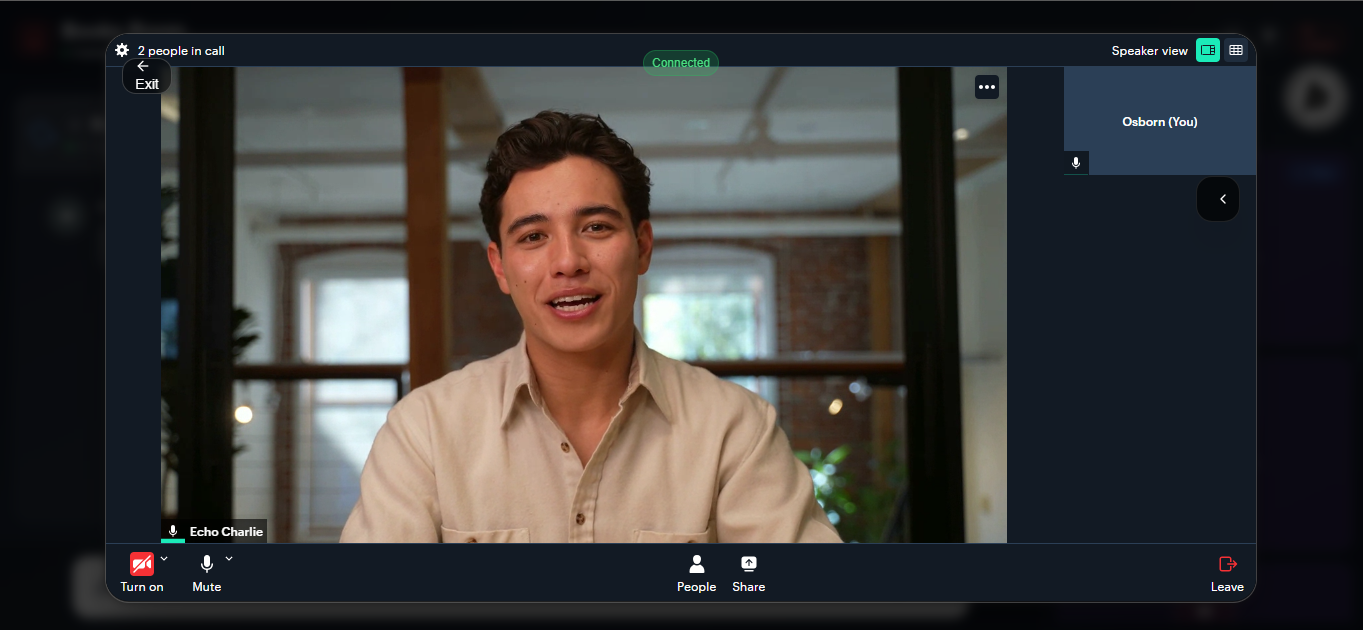 2 people in call
Connected
Speaker view
Exit
Osborn (You)
Echo Charlie
Turn on
Mute
People
Share
Leave